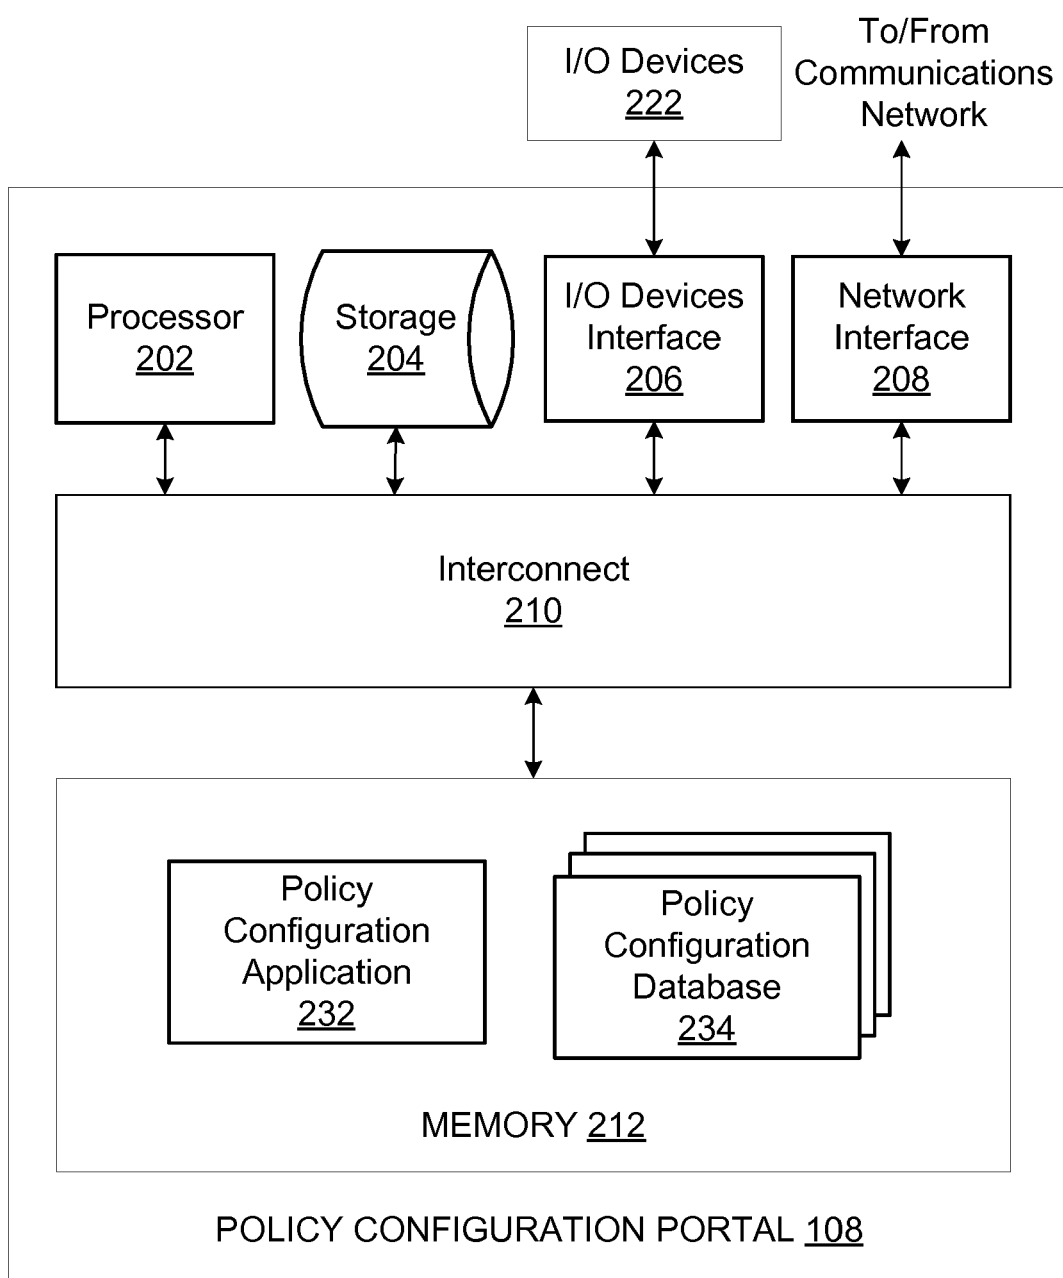 I/O Devices
222
To/From
Communications
Network
Processor
202
Storage
204
I/O Devices
Interface
206
Network
Interface
208
Interconnect
210
Policy
Configuration
Application
232
Policy
Configuration
Database
234
MEMORY 212
POLICY CONFIGURATION PORTAL 108